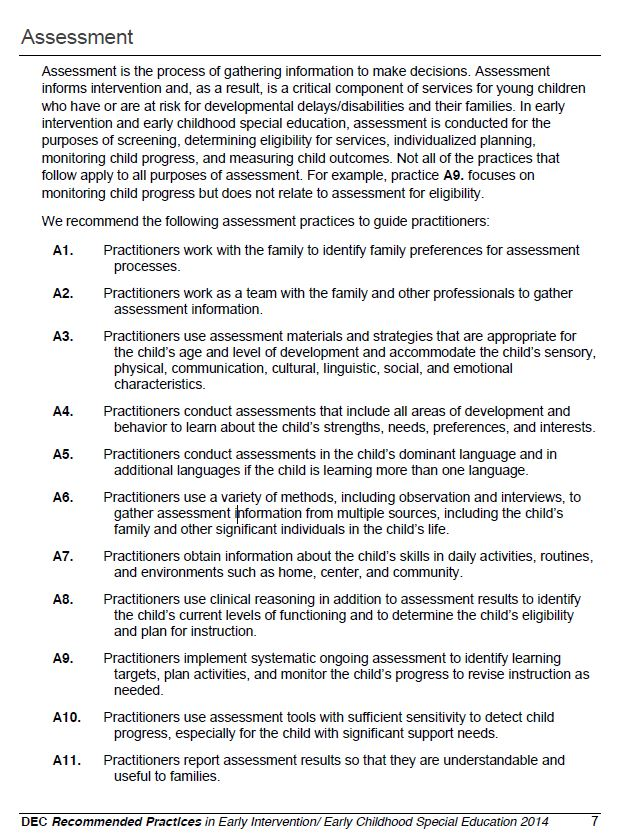 Assessment
Assessment is the process of gathering information to make decisions. Assessment
informs intervention and, as a result, is a critical component of services for young children
who have or are at risk for developmental delays/disabilities and their families. In early
intervention and early childhood special education, assessment is conducted for the
purposes of screening, determining eligibility for services, individualized planning,
monitoring child progress, and measuring child outcomes. Not all of the practices that
follow apply to all purposes of assessment. For example, practice A9. focuses on
monitoring child progress but does not relate to assessment for eligibility.
We recommend the following assessment practices to guide practitioners:
A1. Practitioners work with the family to identify family preferences for assessment
processes.
A2. Practitioners work as a team with the family and other professionals to gather
assessment information.
A3. Practitioners use assessment materials and strategies that are appropriate for
the child's age and level of development and accommodate the child's sensory,
physical, communication, cultural, linguistic, social, and emotional
characteristics.
A4. Practitioners conduct assessments that include all areas of development and
behavior to learn about the child's strengths, needs, preferences, and interests.
A5. Practitioners conduct assessments in the child's dominant language and in
additional languages if the child is learning more than one language.
A6. Practitioners use a variety of methods, including observation and interviews, to
gather assessment information from multiple sources, including the child's
family and other significant individuals in the child's life.
A7. Practitioners obtain information about the child's skills in daily activities, routines,
and environments such as home, center, and community.
A8. Practitioners use clinical reasoning in addition to assessment results to identify
the child's current levels of functioning and to determine the child's eligibility
and plan for instruction.
A9. Practitioners implement systematic ongoing assessment to identify learning
targets, plan activities, and monitor the child's progress to revise instruction as
needed.
A10. Practitioners use assessment tools with sufficient sensitivity to detect child
progress, especially for the child with significant support needs.
A11. Practitioners report assessment results so that they are understandable and
useful to families.
DEC Recommended Practices in Early Intervention/ Early Childhood Special Education 2014 7